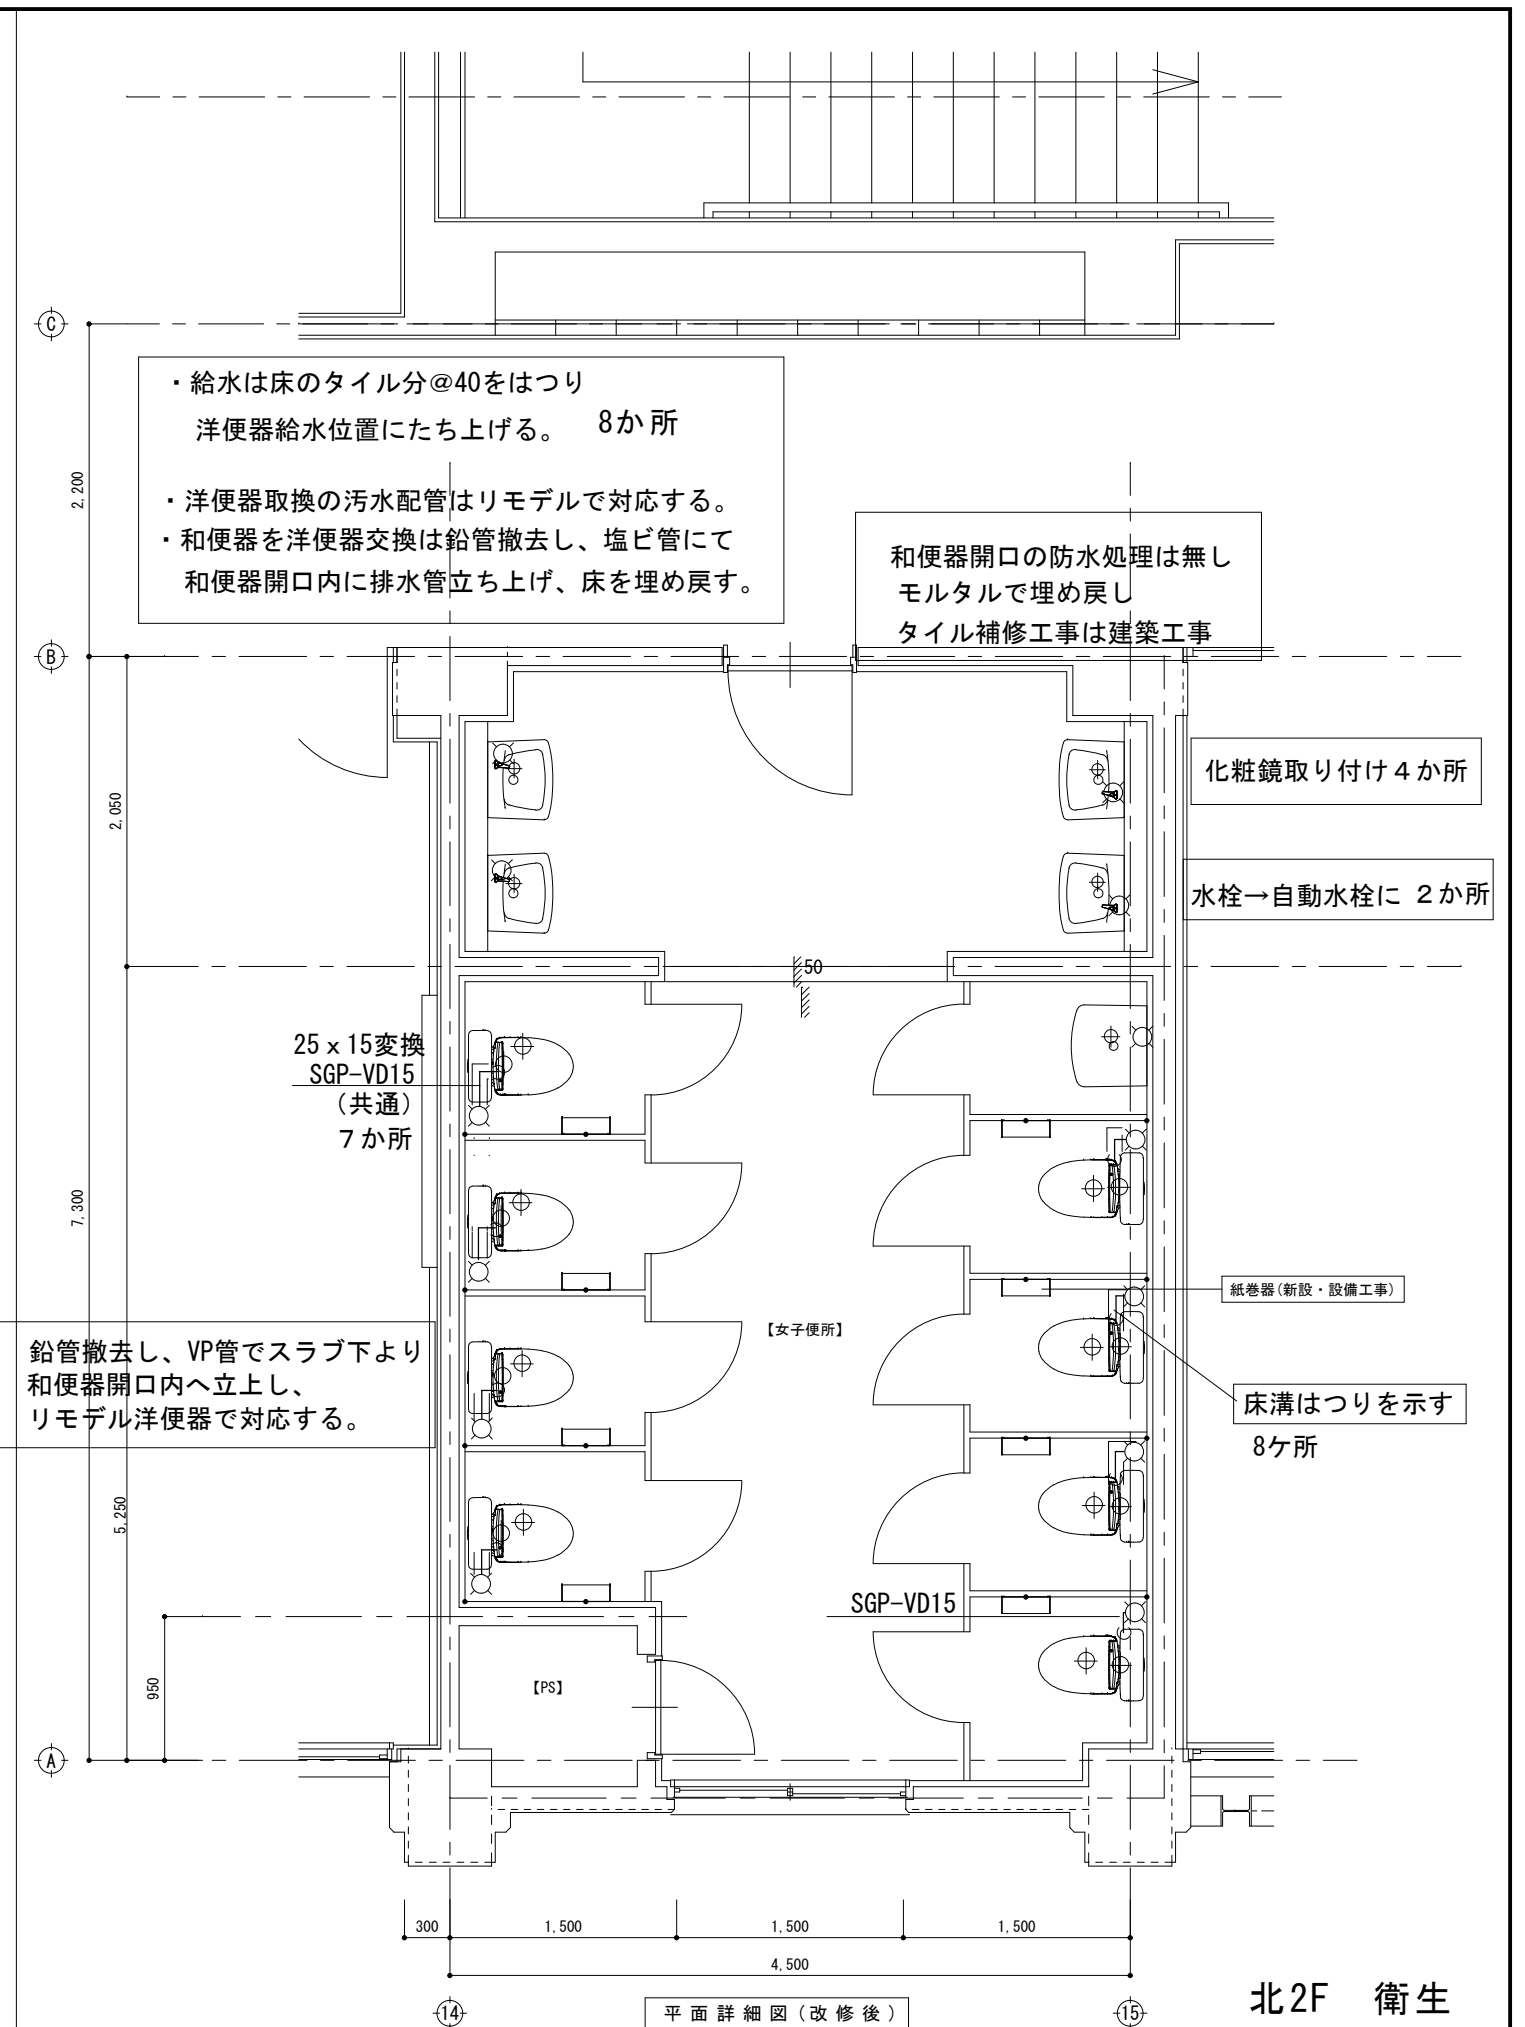 Ⓒ
・給水は床のタイル分@40をはつり
洋便器給水位置にたち上げる。 8か所
・洋便器取換の汚水配管はリモデルで対応する。
・和便器を洋便器交換は鉛管撤去し、塩ビ管にて
和便器開口内に排水管立ち上げ、床を埋め戻す。
2,200
和便器開口の防水処理は無し
モルタルで埋め戻し
タイル補修工事は建築工事
Ⓑ
化粧鏡取り付け４か所
2,050
水栓→自動水栓に ２か所
50
25ｘ15変換
SGP-VD15
（共通）
７か所
7,300
紙巻器(新設・設備工事)
【女子便所】
鉛管撤去し、VP管でスラブ下より
和便器開口内へ立上し、
リモデル洋便器で対応する。
床溝はつりを示す
8ケ所
5,250
SGP-VD15
950
【PS】
Ⓐ
300
1,500
1,500
1,500
4,500
⑭
平面詳細図(改修後)
⑮
北2F 衛生